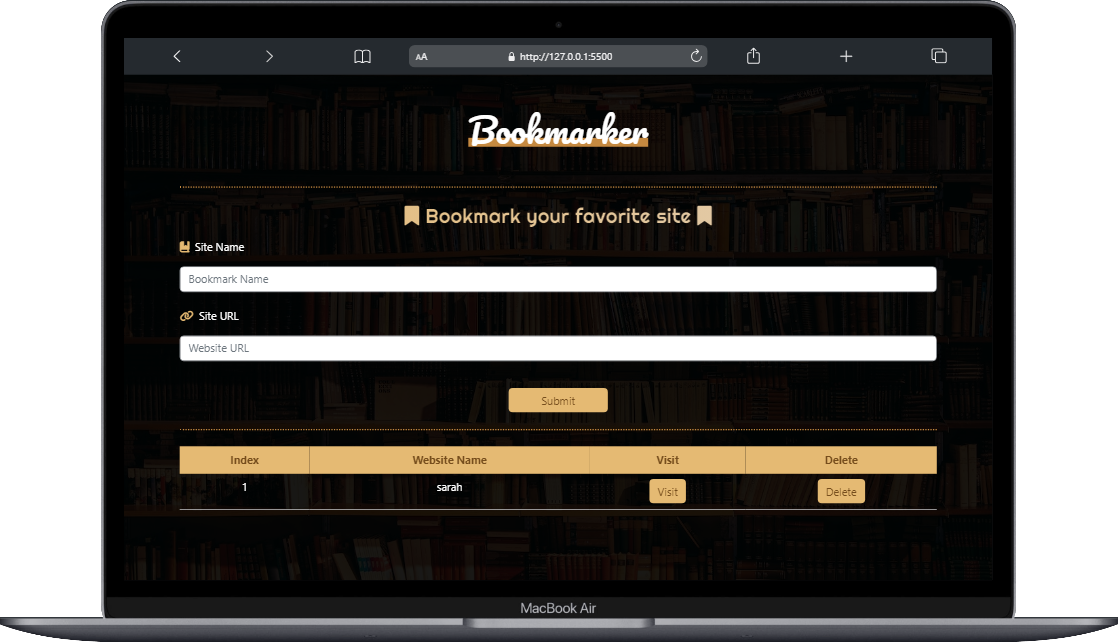 AA http://127.0.0.1:5500
Bookmarker
Bookmark your favorite site
Site Name
Bookmark Name
Site URL
Website URL
Submit
Index Website Name Visit Delete
1 sarah Visit Delete
MacBook Air